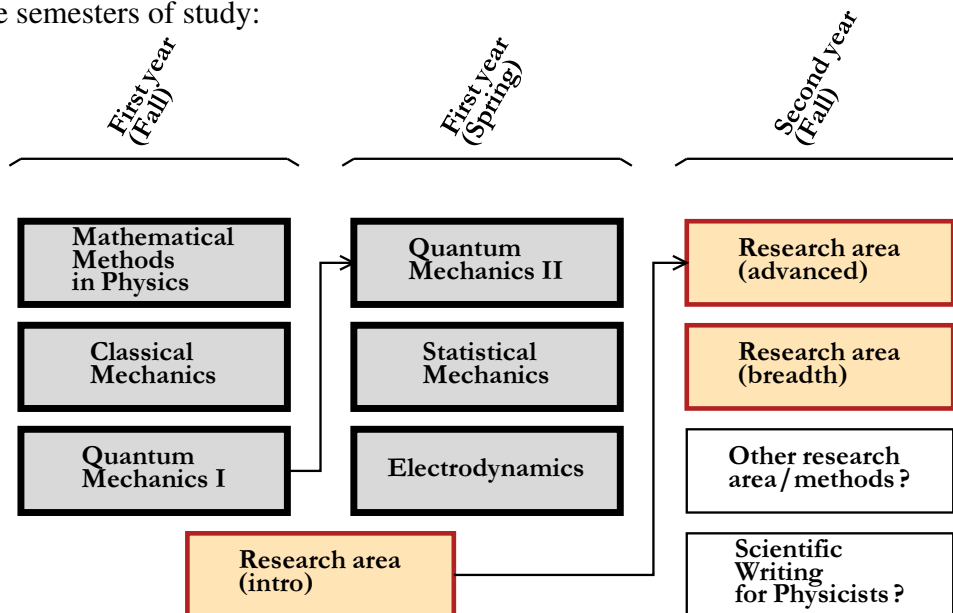 e semesters of study:
First year
(Fall)
First year
(Spring)
Second year
(Fall)
Mathematical
Methods
in Physics
Quantum
Mechanics II
Research area
(advanced)
Classical
Mechanics
Statistical
Mechanics
Research area
(breadth)
Quantum
Mechanics I
Electrodynamics
Other research
area/methods?
Research area
(intro)
Scientific
Writing
for Physicists?